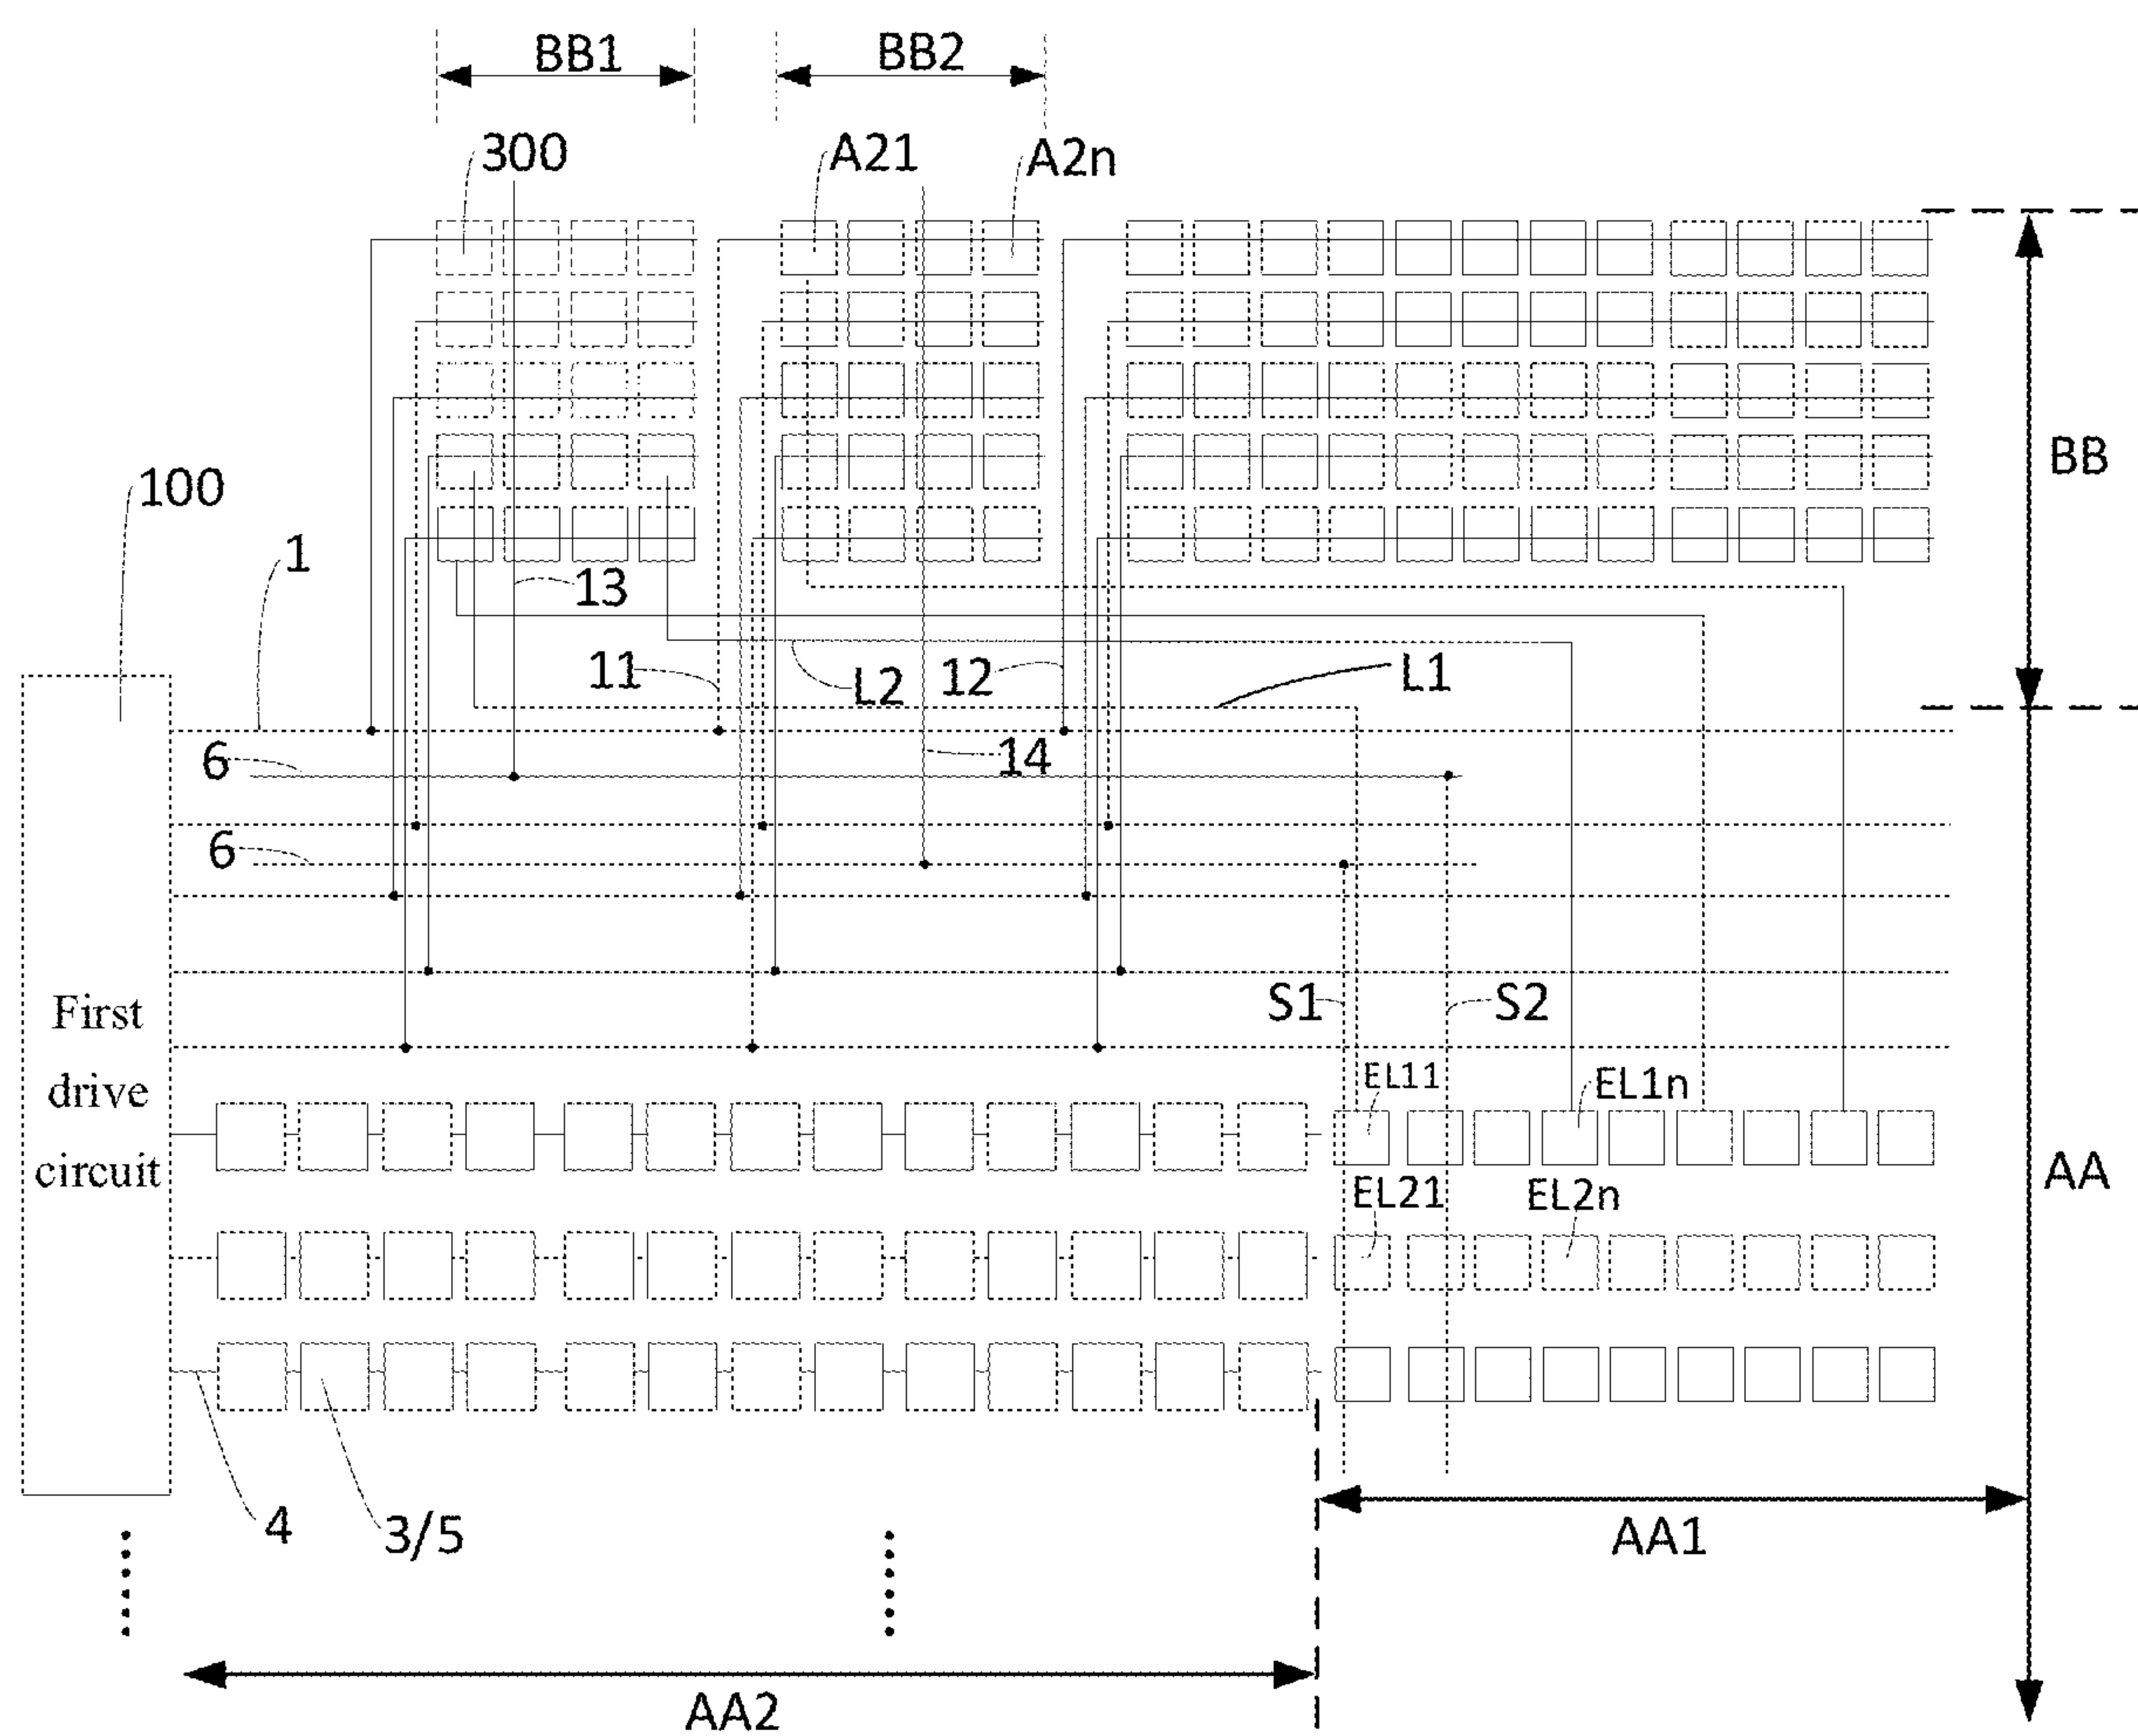 BB1
BB2
300
A21
A2n
100
BB
1
13
11
L2
12
L1
6
14
6
S1
S2
First
drive
circuit
EL11
EL1n
EL21
EL2n
AA
4
3/5
AA1
AA2